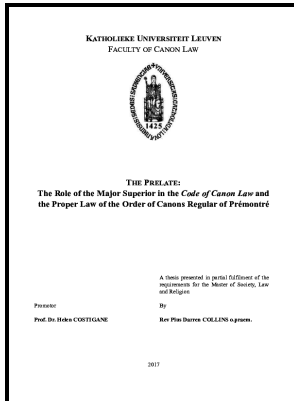 KATHOLIEKE UNIVERSITEIT LEUVEN
FACULTY OF CANON LAW
1425
THE PRELATE:
The Role of the Major Superior in the Code of Canon Law and
the Proper Law of the Order of Canons Regular of Prémontré
A thesis presented in partial fulfilment of the
requirements for the Master of Society, Law
and Religion
Promotor
By
Prof. Dr. Helen COSTIGANE
Rev Pius Darren COLLINS o.praem.
2017